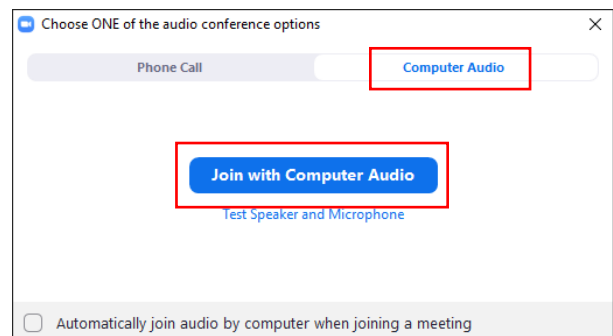 Choose ONE of the audio conference options
Phone Call
Computer Audio
Join with Computer Audio
Test Speaker and Microphone
Automatically join audio by computer when joining a meeting